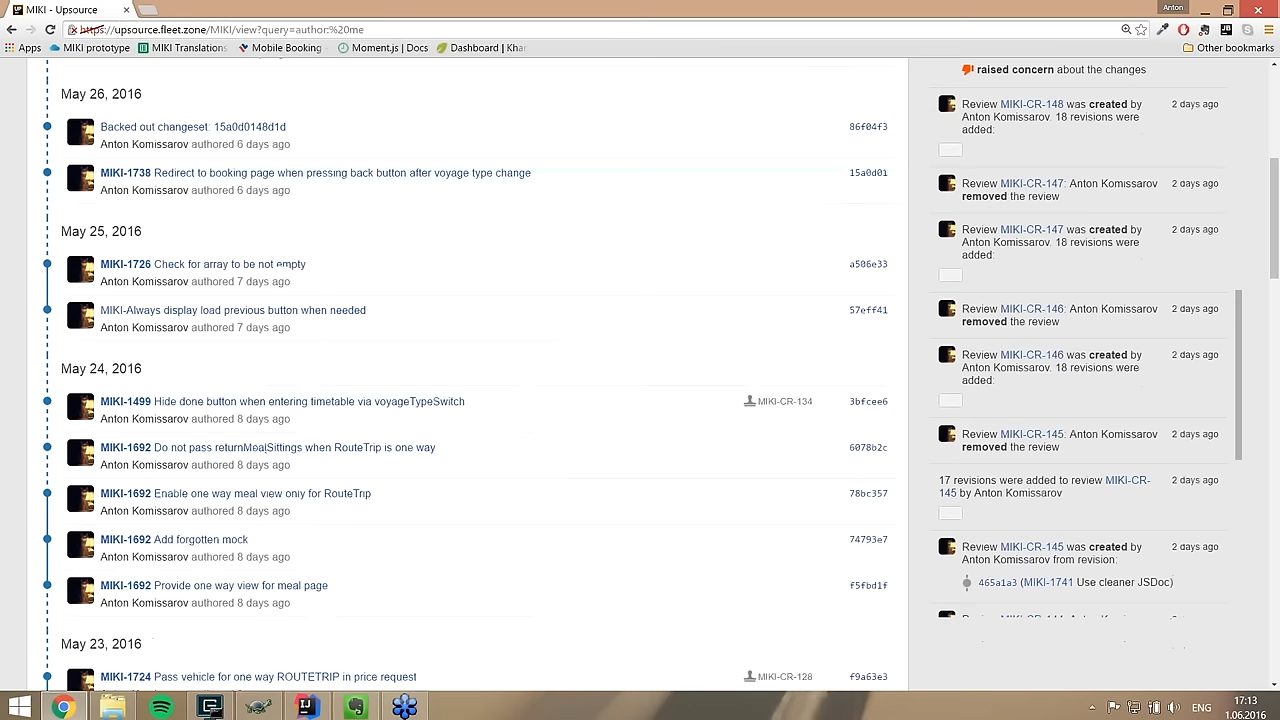 MIKI - Upsource
Anton
https://upsource.fleet.zone/MIKI/view?query=author:%20me
Apps
MIKI prototype
MIKI Translations
Mobile Booking
Moment.js | Docs
Dashboard | Kha
Other bookmarks
May 26, 2016
Backed out changeset: 15a0d0148d1d
86f04f3
Anton Komissarov authored 6 days ago
MIKI-1738 Redirect to booking page when pressing back button after voyage type change
15a0d01
Anton Komissarov authored 6 days ago
May 25, 2016
MIKI-1726 Check for array to be not empty
a506e33
Anton Komissarov authored 7 days ago
MIKI-Always display load previous button when needed
57eff41
Anton Komissarov authored 7 days ago
May 24, 2016
MIKI-1499 Hide done button when entering timetable via voyageTypeSwitch
MIKI-CR-134
3bfcee6
Anton Komissarov authored 8 days ago
MIKI-1692 Do not pass returnMealSittings when RouteTrip is one way
6078b2c
Anton Komissarov authored 8 days ago
MIKI-1692 Enable one way meal view only for RouteTrip
78bc357
Anton Komissarov authored 8 days ago
MIKI-1692 Add forgotten mock
74793e7
Anton Komissarov authored 8 days ago
MIKI-1692 Provide one way view for meal page
f5fbd1f
Anton Komissarov authored 8 days ago
May 23, 2016
MIKI-1724 Pass vehicle for one way ROUTETRIP in price request
MIKI-CR-128
f9a63e3
raised concern about the changes
Review MIKI-CR-148 was created by
2 days ago
Anton Komissarov. 18 revisions were
added:
Review MIKI-CR-147: Anton Komissarov
2 days ago
removed the review
Review MIKI-CR-147 was created by
2 days ago
Anton Komissarov. 18 revisions were
added:
Review MIKI-CR-146: Anton Komissarov
2 days ago
removed the review
Review MIKI-CR-146 was created by
2 days ago
Anton Komissarov. 18 revisions were
added:
Review MIKI-CR-145: Anton Komissarov
2 days ago
removed the review
17 revisions were added to review MIKI-CR-
2 days ago
145 by Anton Komissarov
Review MIKI-CR-145 was created by
2 days ago
Anton Komissarov from revision:
465a1a3 (MIKI-1741 Use cleaner JSDoc)
ENG
17:13
1.06.2016